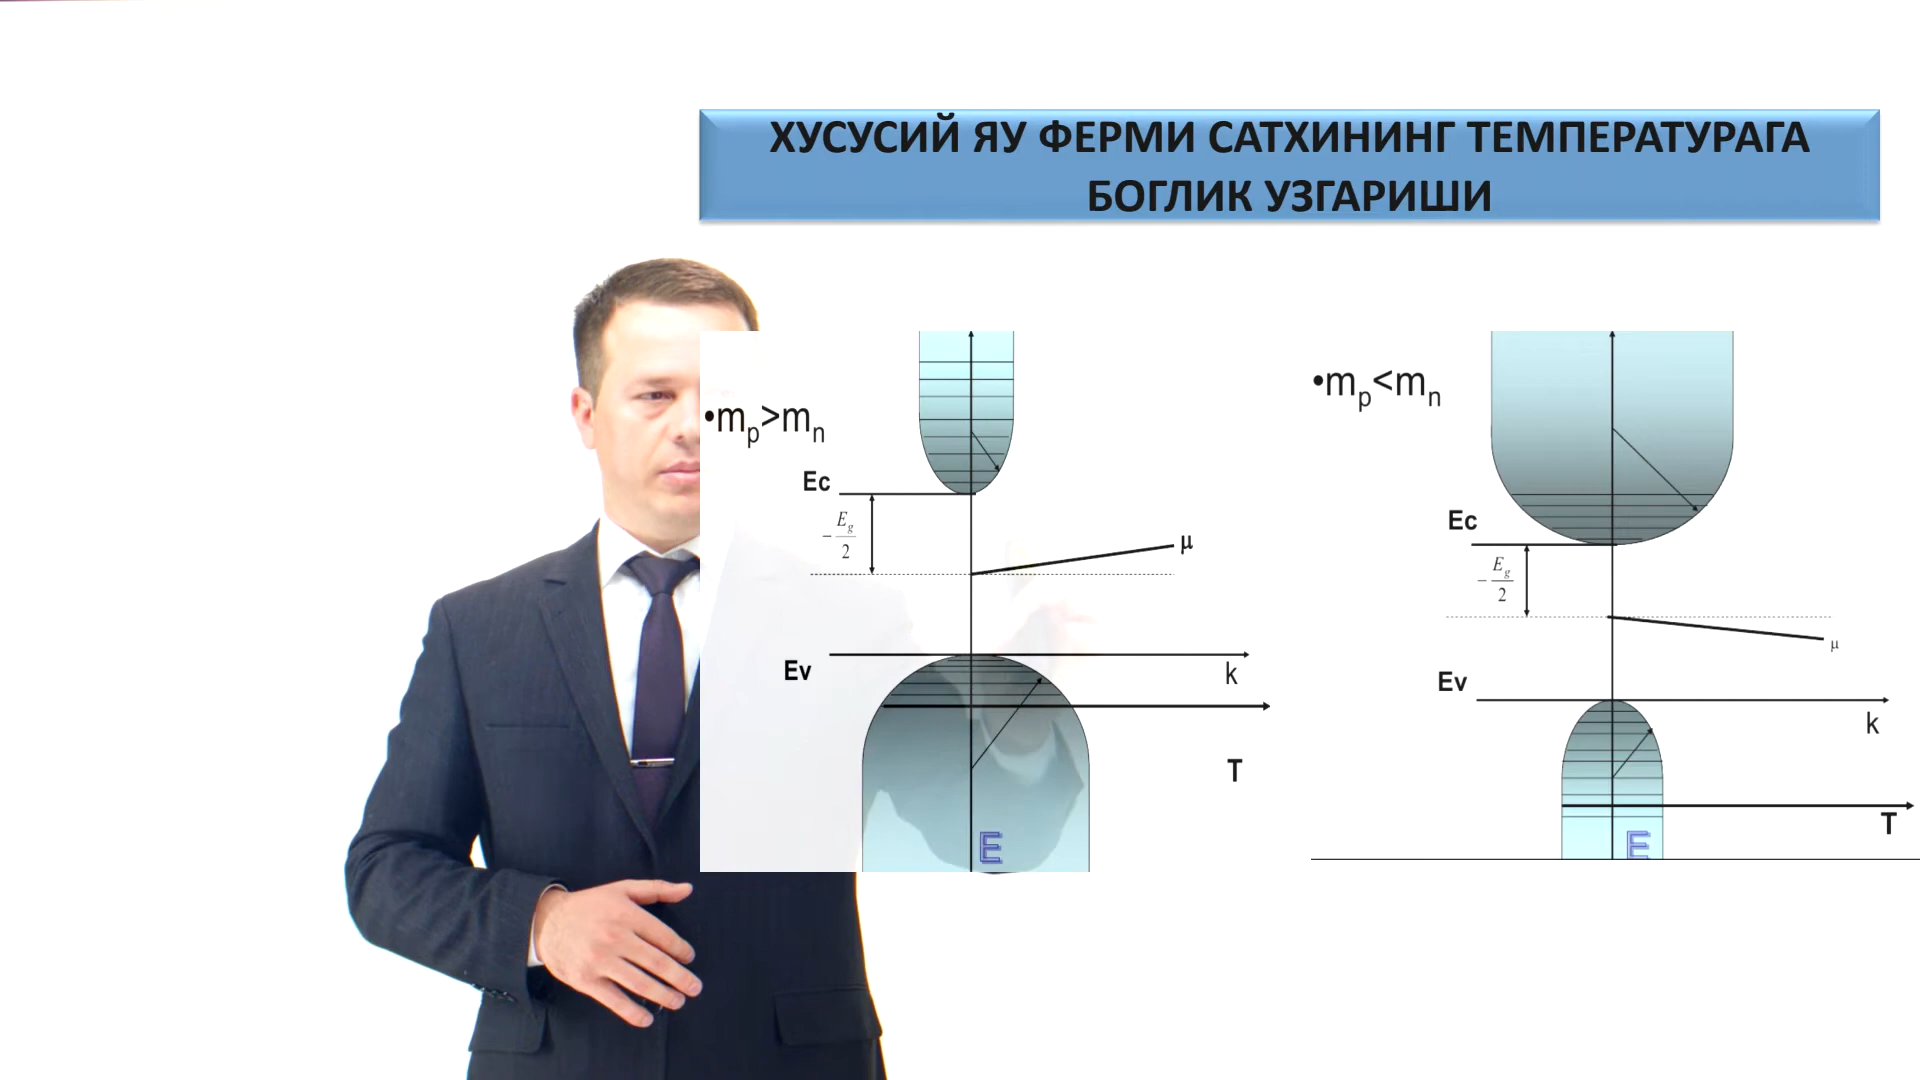 ХУСУСИЙ ЯУ ФЕРМИ САТХИНИНГ ТЕМПЕРАТУРАГА
БОГЛИК УЗГАРИШИ
•mp>mn
Ec
− Eg/2
μ
Ev
k
T
E
•mp<mn
Ec
− Eg/2
μ
Ev
k
T
E